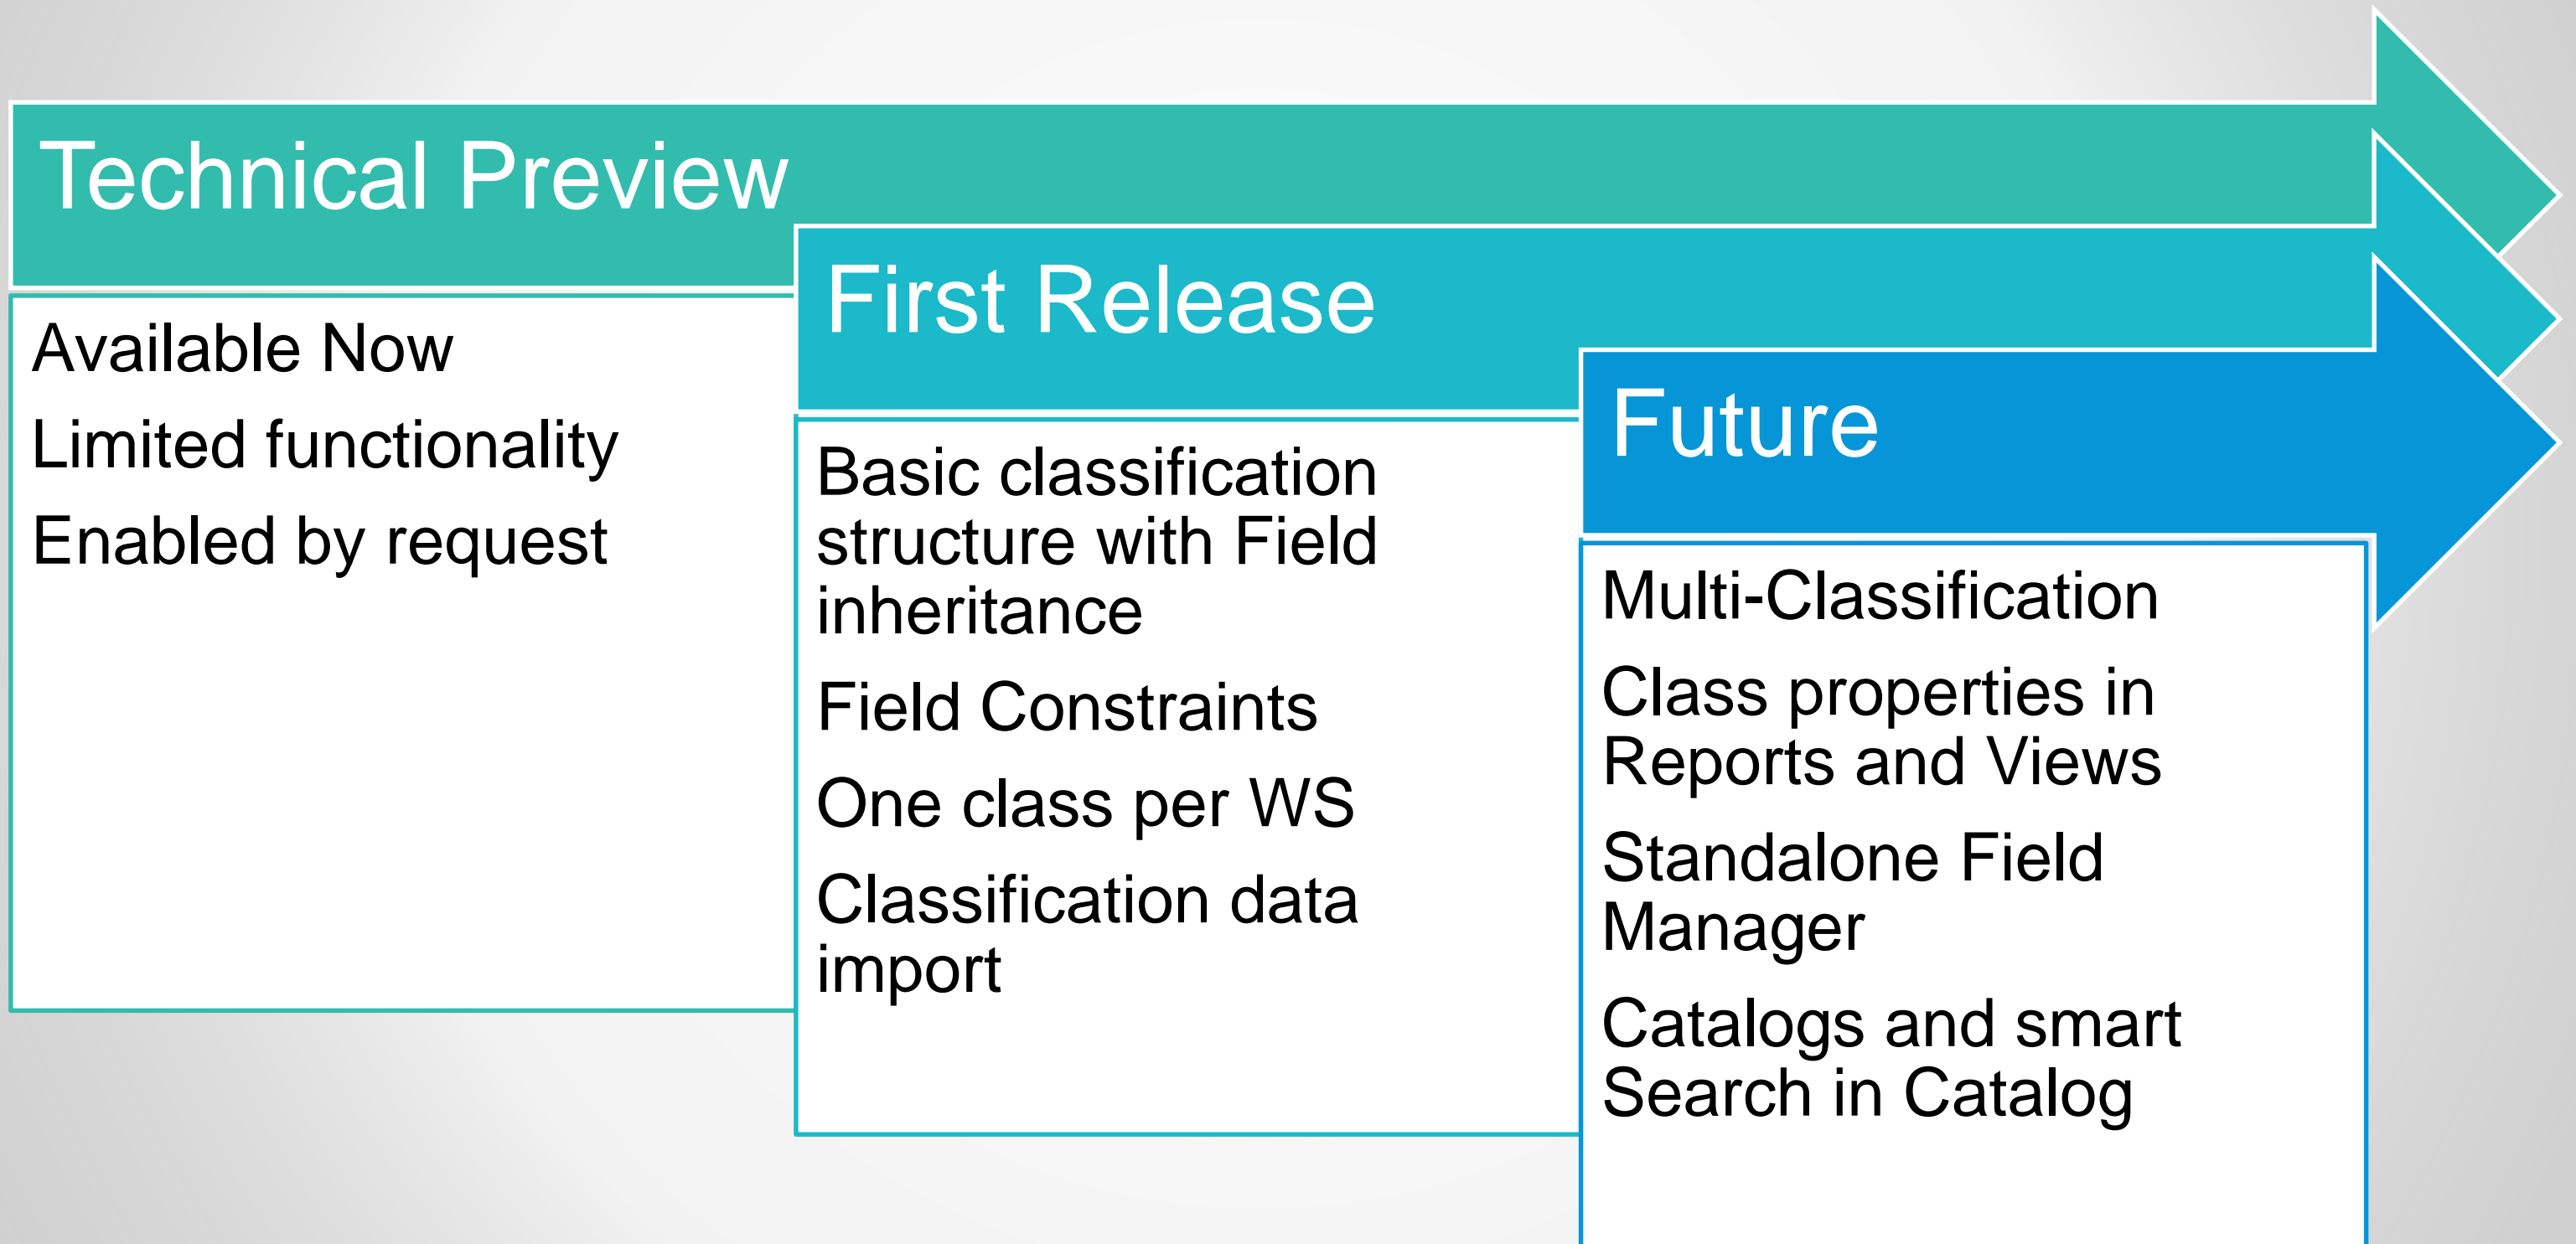 Technical Preview
Available Now
Limited functionality
Enabled by request
First Release
Basic classification
structure with Field
inheritance
Field Constraints
One class per WS
Classification data
import
Future
Multi-Classification
Class properties in
Reports and Views
Standalone Field
Manager
Catalogs and smart
Search in Catalog